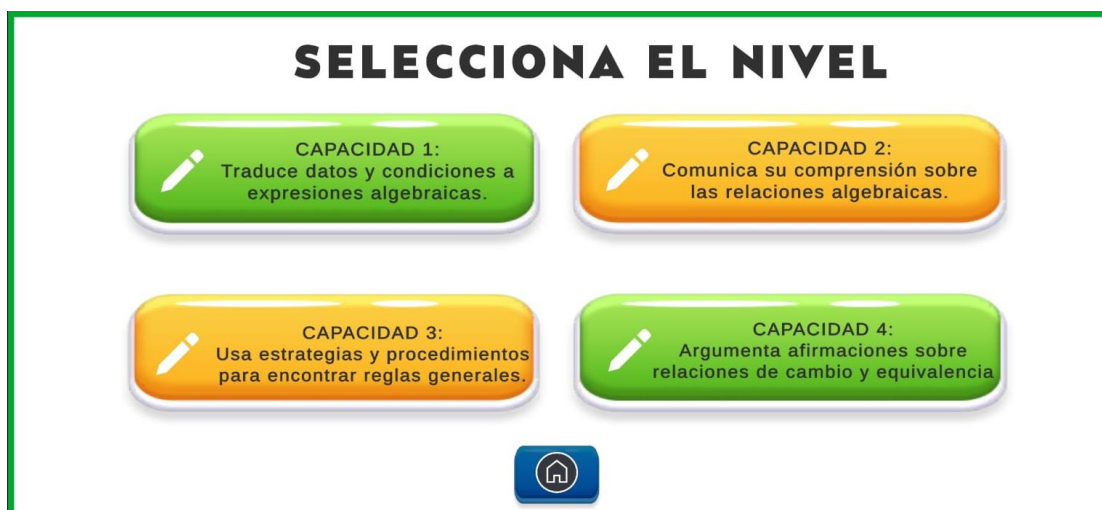 SELECCIONA EL NIVEL
CAPACIDAD 1:
Traduce datos y condiciones a
expresiones algebraicas.
CAPACIDAD 2:
Comunica su comprensión sobre
las relaciones algebraicas.
CAPACIDAD 3:
Usa estrategias y procedimientos
para encontrar reglas generales.
CAPACIDAD 4:
Argumenta afirmaciones sobre
relaciones de cambio y equivalencia